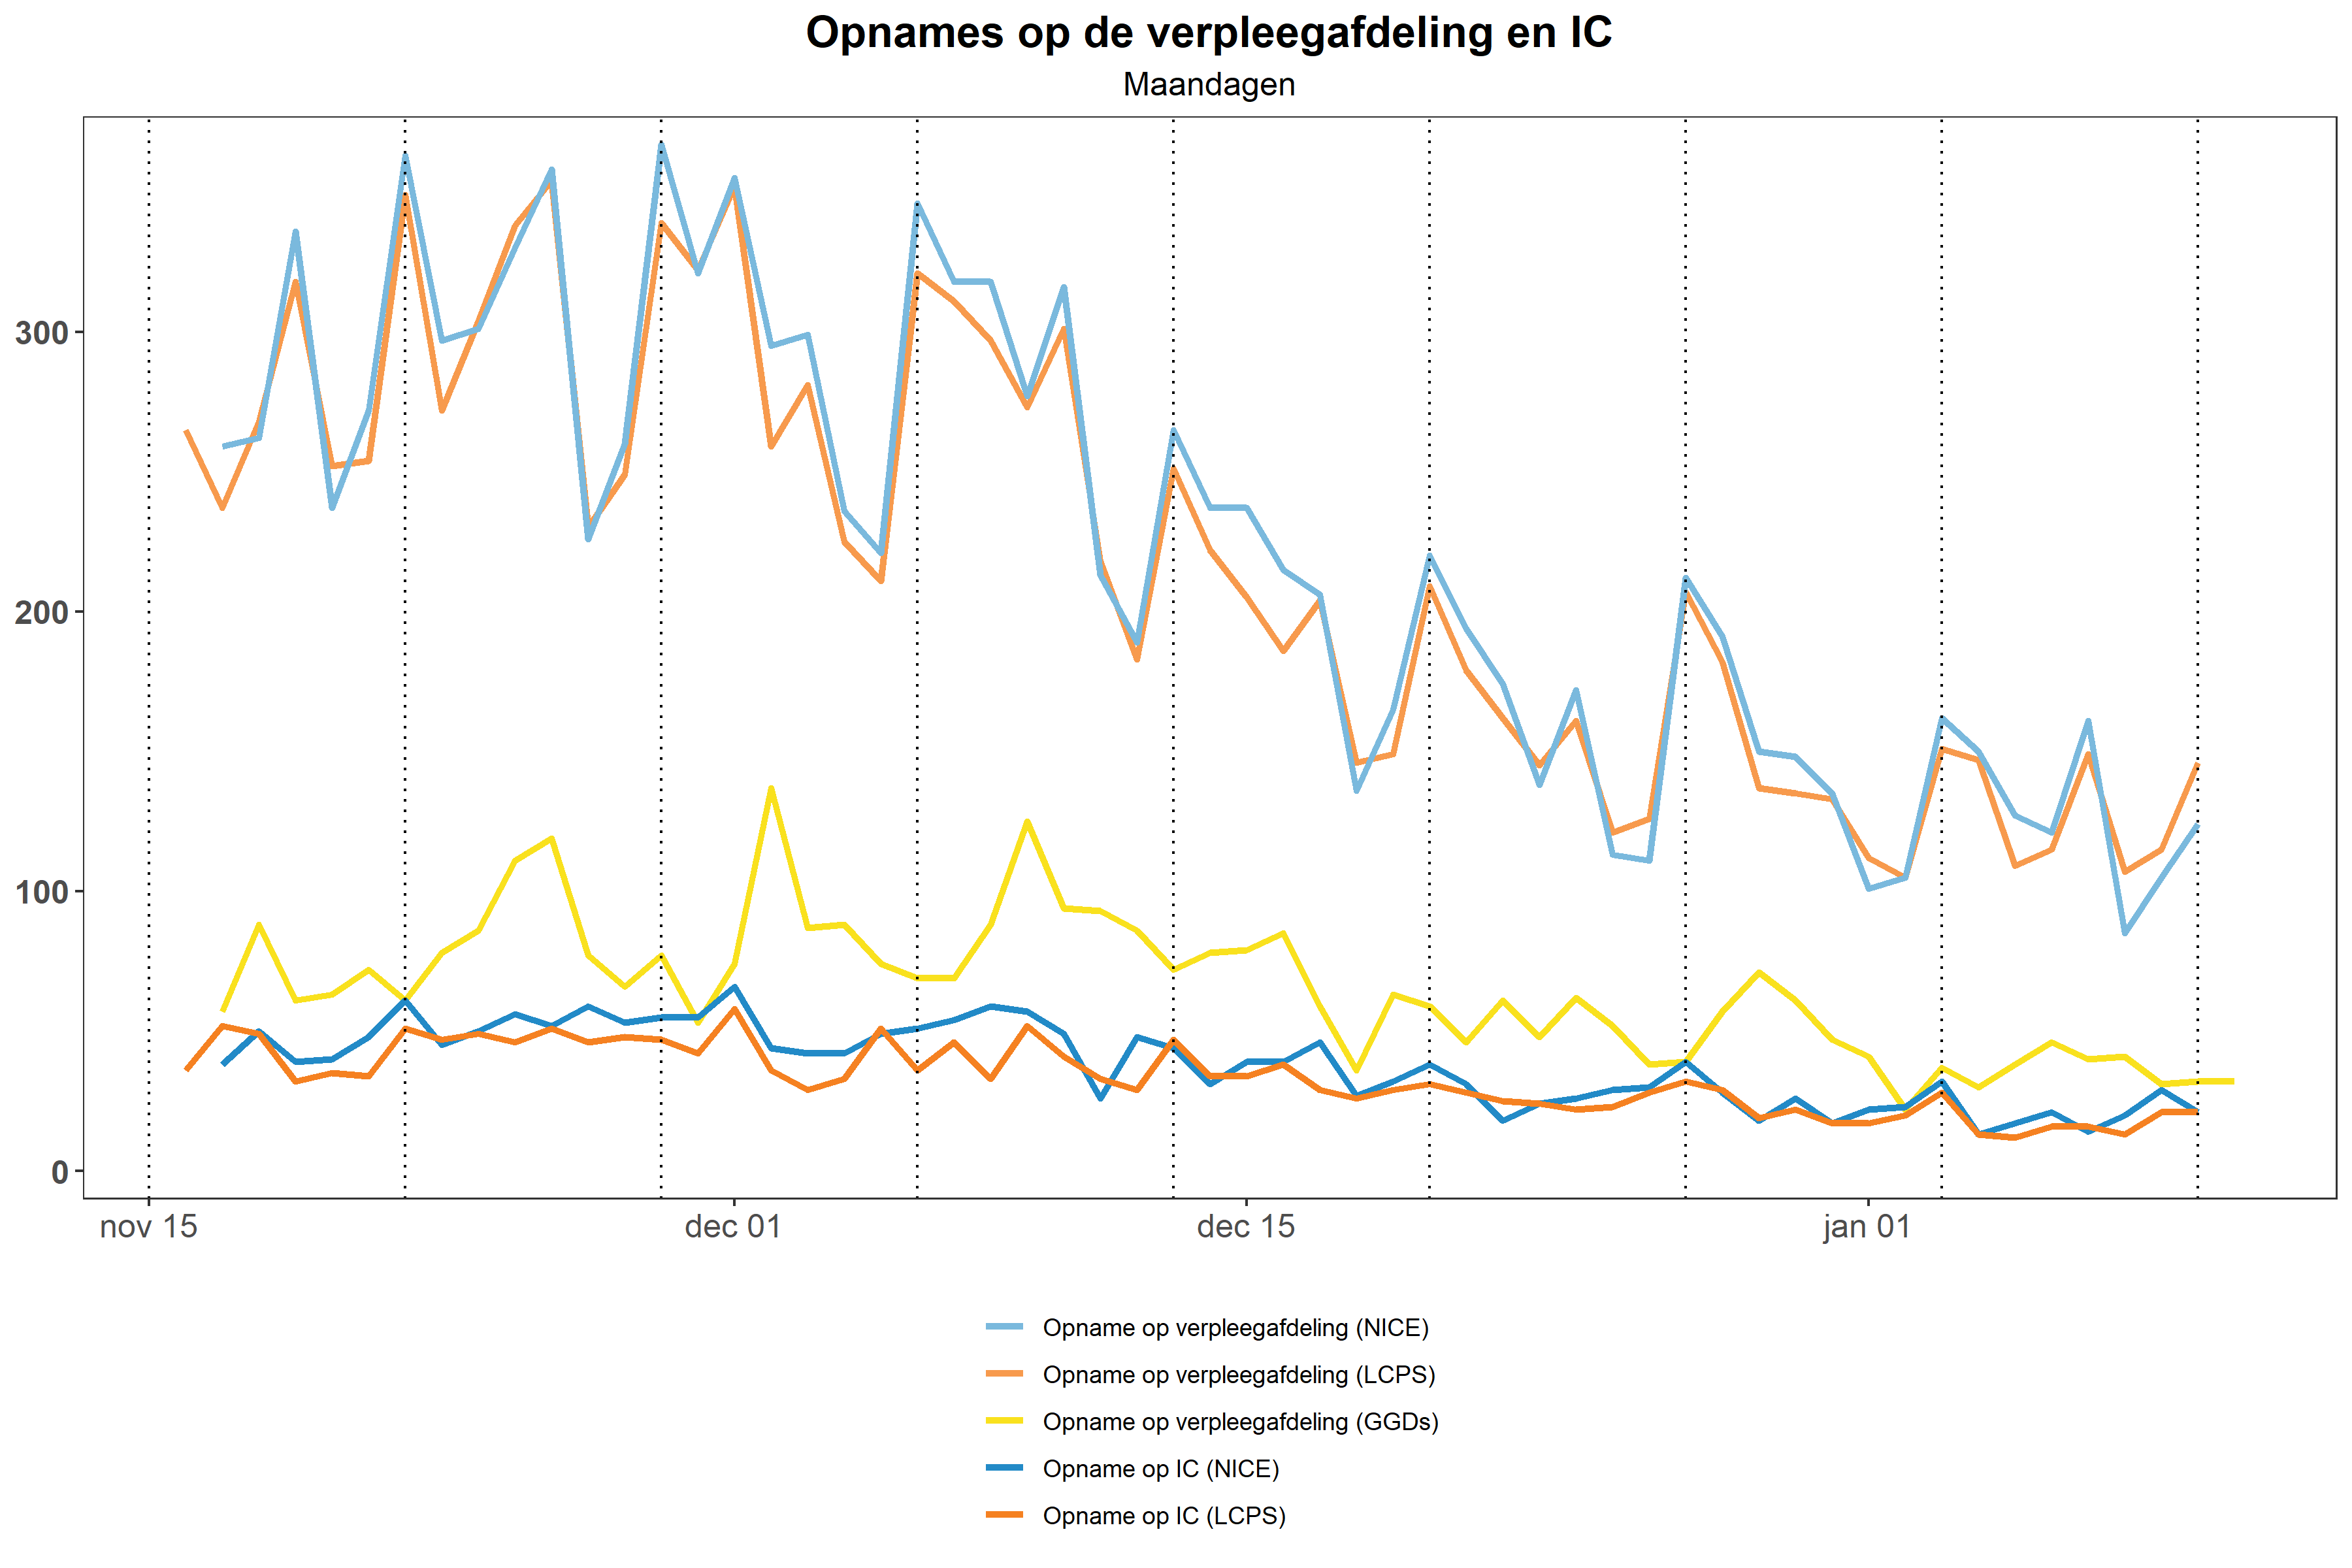 Opnames op de verpleegafdeling en IC
Maandagen
300
200
100
0
nov 15 dec 01 dec 15 jan 01
Opname op verpleegafdeling (NICE)
Opname op verpleegafdeling (LCPS)
Opname op verpleegafdeling (GGDs)
Opname op IC (NICE)
Opname op IC (LCPS)